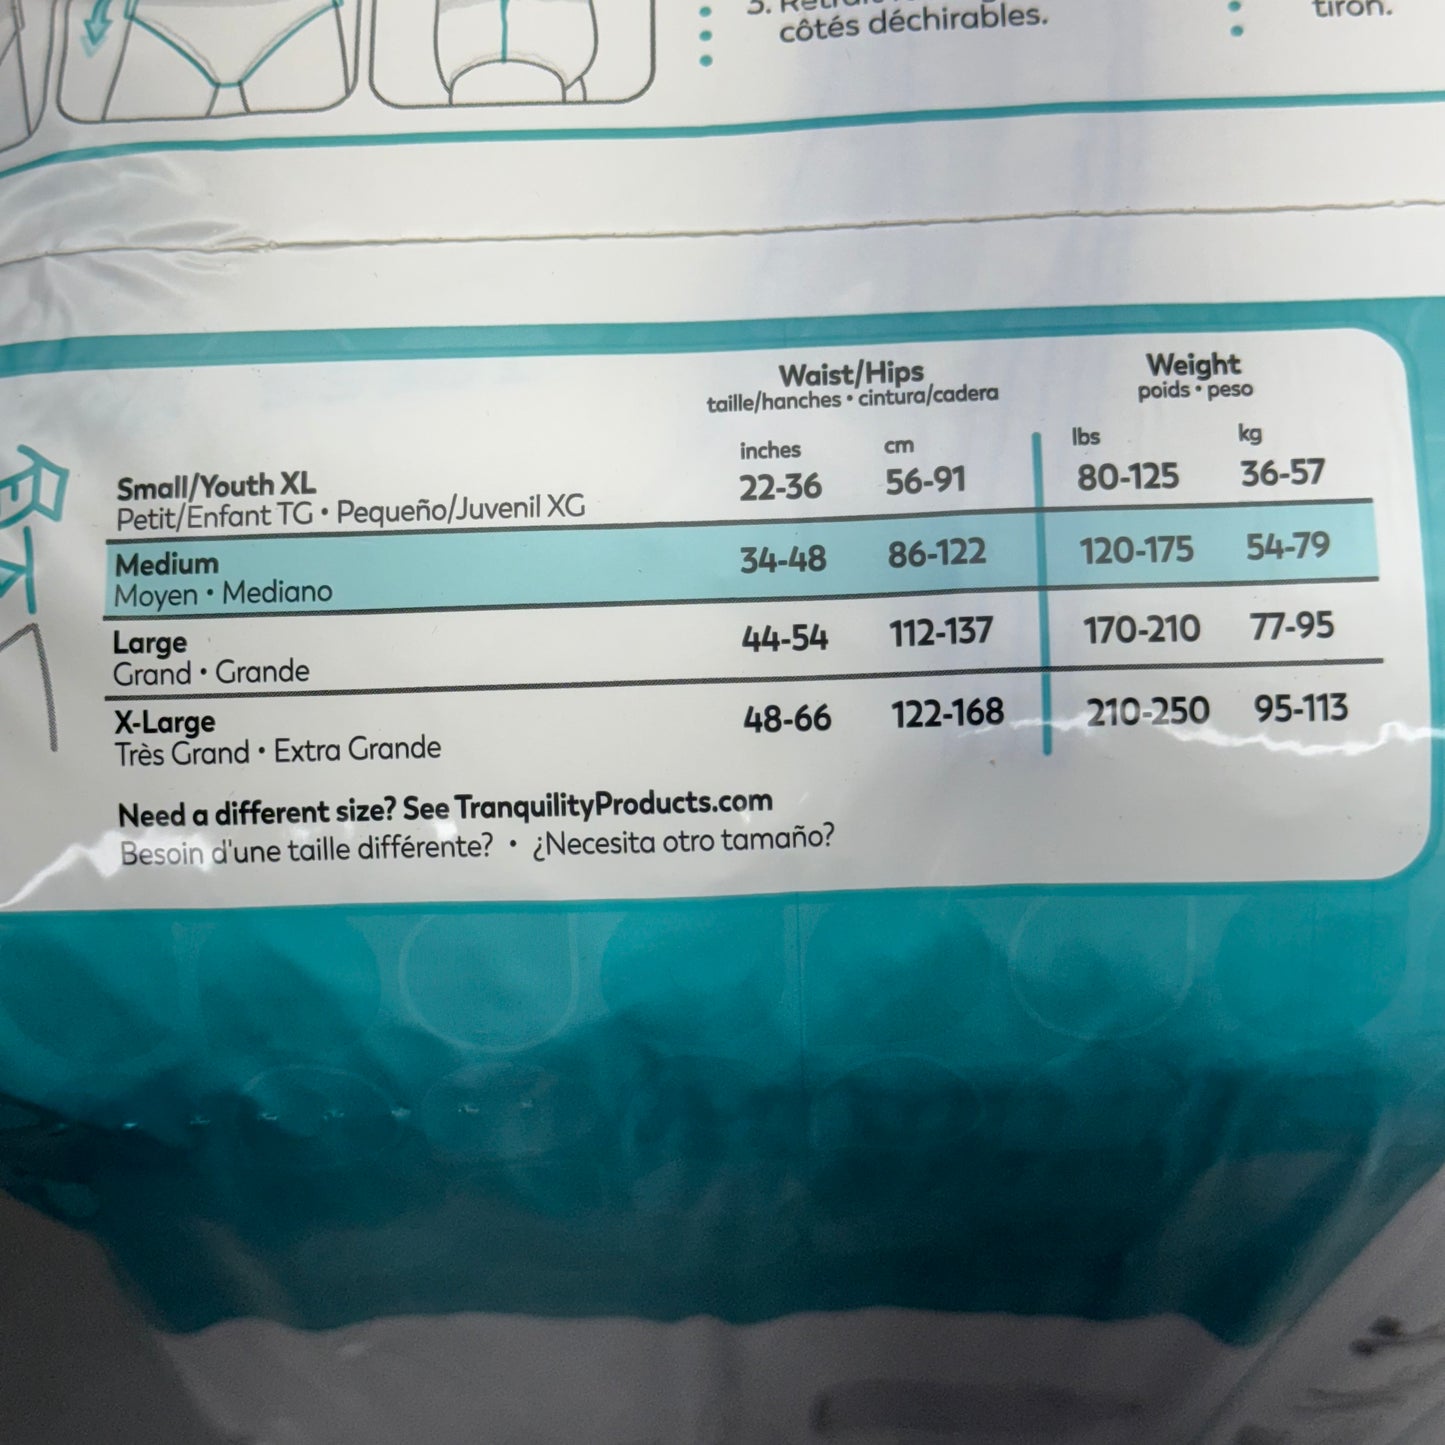 côtés déchirables.
tiron.
Waist/Hips
taille/hanches • cintura/cadera
Weight
poids • peso
inches cm lbs kg
Small/Youth XL 22-36 56-91 80-125 36-57
Petit/Enfant TG • Pequeño/Juvenil XG
Medium 34-48 86-122 120-175 54-79
Moyen • Mediano
Large 44-54 112-137 170-210 77-95
Grand • Grande
X-Large 48-66 122-168 210-250 95-113
Très Grand • Extra Grande
Need a different size? See TranquilityProducts.com
Besoin d'une taille différente? • ¿Necesita otro tamaño?